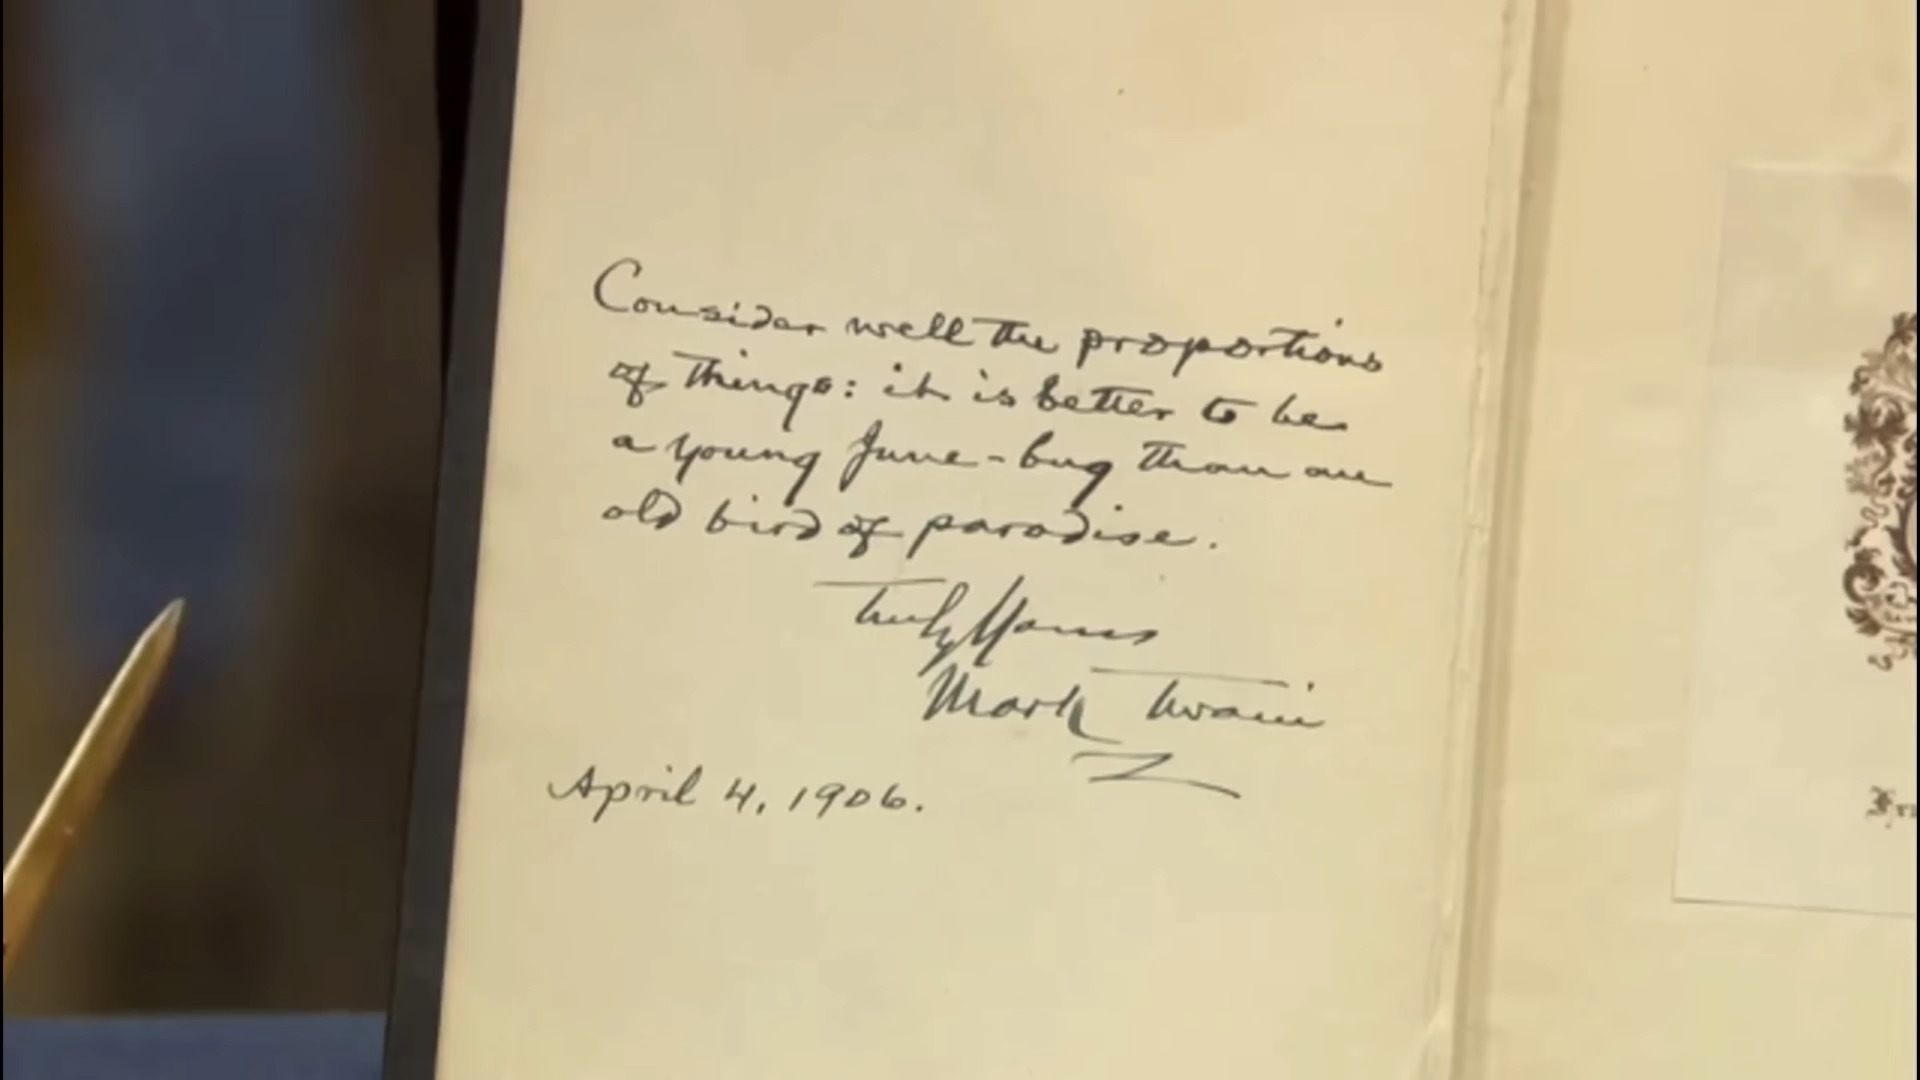 Consider well the proportions
of things: it is better to be
a young June-bug than an
old bird of paradise.
Truly Yours
Mark Twain
April 4, 1906.